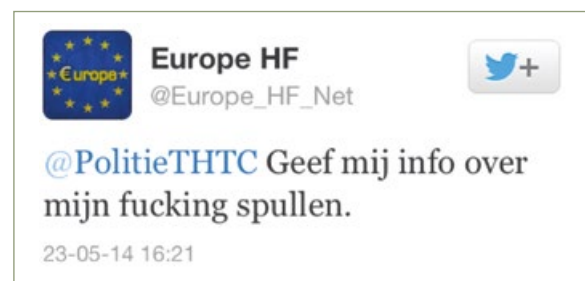 €urope
Europe HF
@Europe_HF_Net
+
@PolitieTHTC Geef mij info over
mijn fucking spullen.
23-05-14 16:21